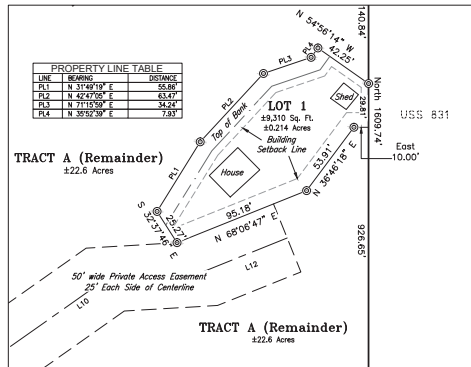 PROPERTY LINE TABLE
LINE BEARING DISTANCE
PL1 N 31°49'19" E 55.86'
PL2 N 42°47'05" E 63.47'
PL3 N 71°15'59" E 34.24'
PL4 N 35°52'39" E 7.93'
N 54°56'14" W
42.25'
140.84'
PL4
PL3
PL2
PL1
Top of Bank
LOT 1
±9,310 Sq. Ft.
±0.214 Acres
Shed
29.81'
North 1609.74'
USS 831
East
10.00'
Building
Setback Line
House
53.91'
N 36°46'18" E
TRACT A (Remainder)
±22.6 Acres
S 32°37'46" E
25.27'
95.18'
N 68°06'47" E
926.65'
50' wide Private Access Easement
25' Each Side of Centerline
L12
L10
TRACT A (Remainder)
±22.6 Acres